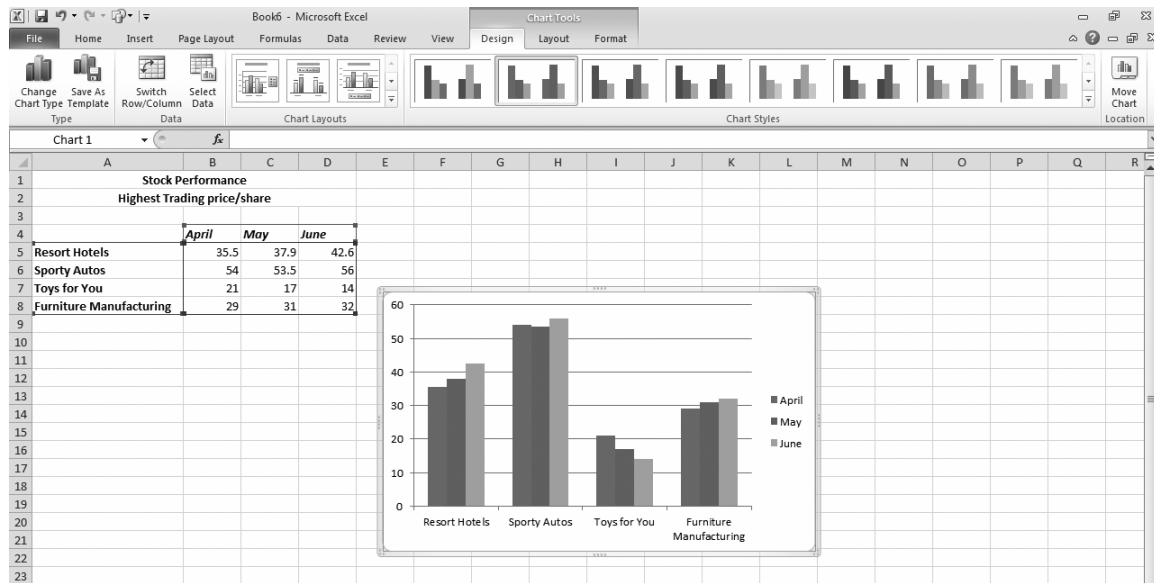 Book6 - Microsoft Excel Chart Tools
File Home Insert Page Layout Formulas Data Review View Design Layout Format
Change Chart Type Save As Template Switch Row/Column Select Data Move Chart
Type Data Chart Layouts Chart Styles Location
Chart 1 fx
A B C D E F G H I J K L M N O P Q R
1 Stock Performance
2 Highest Trading price/share
3
4 April May June
5 Resort Hotels 35.5 37.9 42.6
6 Sporty Autos 54 53.5 56
7 Toys for You 21 17 14
8 Furniture Manufacturing 29 31 32
9
10
11
12
13
14
15
16
17
18
19
20
21
22
23
60
50
40
30
20
10
0
Resort Hotels Sporty Autos Toys for You Furniture Manufacturing
April
May
June